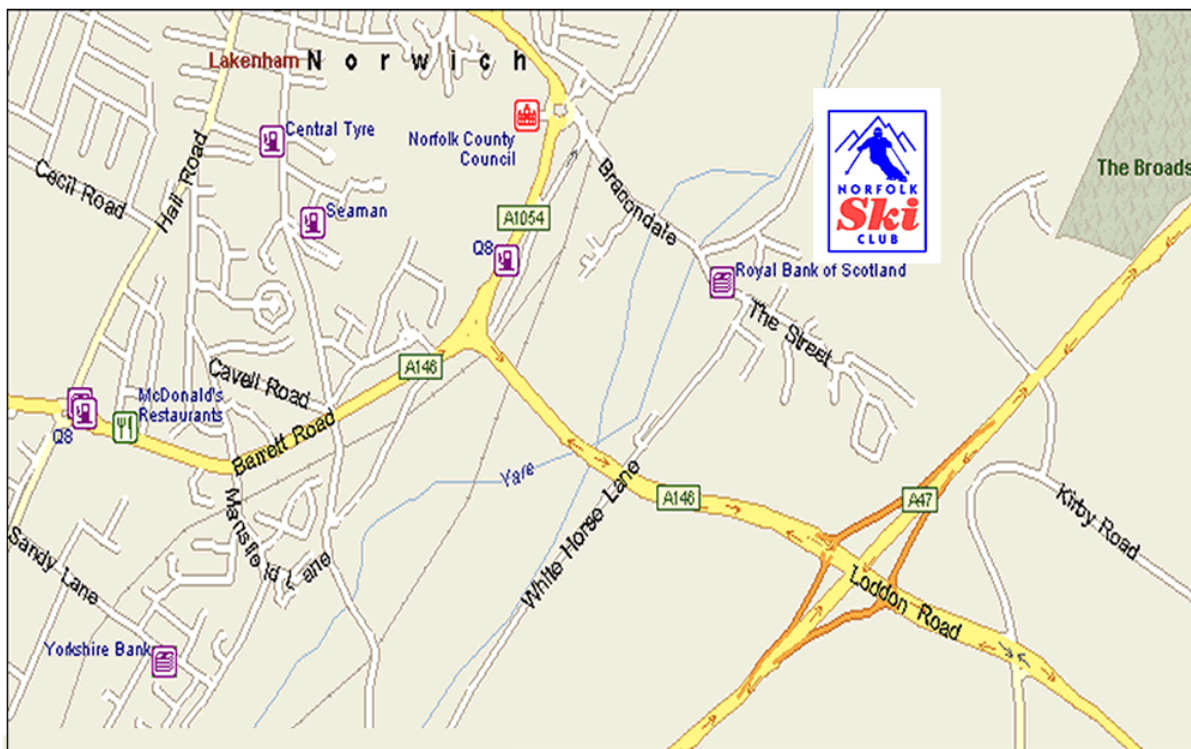 Lakenham
Norwich
Central Tyre
Norfolk County
Council
NORFOLK
Ski
CLUB
The Broads
Cecil Road
Hall Road
Bracondale
Seaman
A1054
Q8
Royal Bank of Scotland
The Street
A146
Cavell Road
McDonald's
Restaurants
Q8
Barrett Road
Yare
A146
A47
Kirby Road
Mansfield Lane
White Horse Lane
Sandy Lane
Loddon Road
Yorkshire Bank